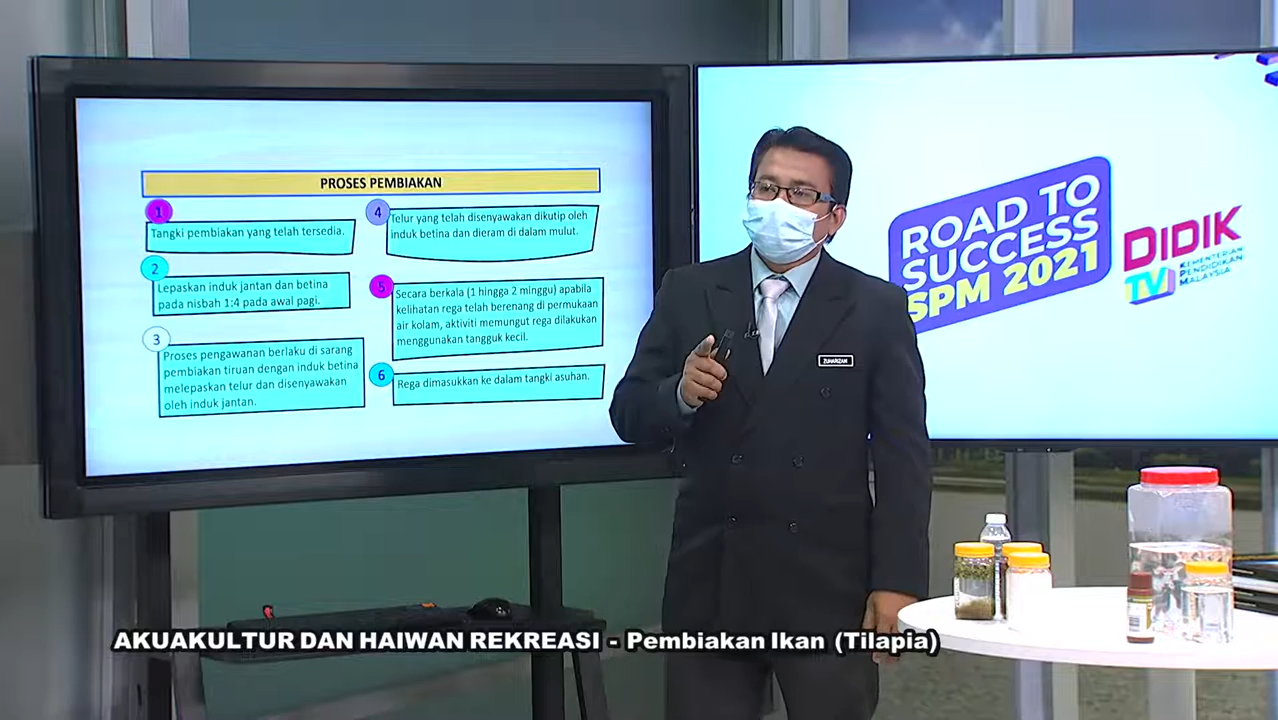 PROSES PEMBIAKAN
1
Tangki pembiakan yang telah tersedia.
2
Lepaskan induk jantan dan betina
pada nisbah 1:4 pada awal pagi.
3
Proses pengawanan berlaku di sarang
pembiakan tiruan dengan induk betina
melepaskan telur dan disenyawakan
oleh induk jantan.
4
Telur yang telah disenyawakan dikutip oleh
induk betina dan dieram di dalam mulut.
5
Secara berkala (1 hingga 2 minggu) apabila
kelihatan rega telah berenang di permukaan
air kolam, aktiviti memungut rega dilakukan
menggunakan tangguk kecil.
6
Rega dimasukkan ke dalam tangki asuhan.
ROAD TO
SUCCESS
SPM 2021
DIDIK
TV
KEMENTERIAN
PENDIDIKAN
MALAYSIA
ZUHARIZAM
AKUAKULTUR DAN HAIWAN REKREASI - Pembiakan Ikan (Tilapia)